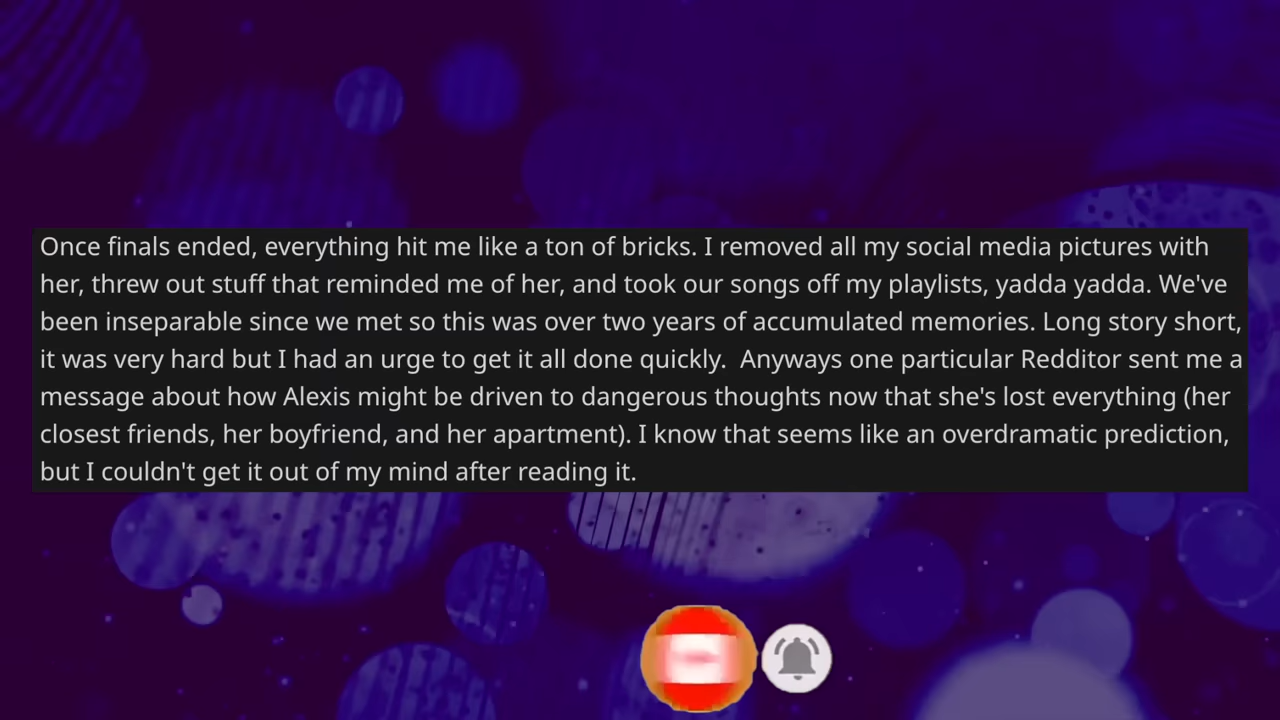 Once finals ended, everything hit me like a ton of bricks. I removed all my social media pictures with
her, threw out stuff that reminded me of her, and took our songs off my playlists, yadda yadda. We've
been inseparable since we met so this was over two years of accumulated memories. Long story short,
it was very hard but I had an urge to get it all done quickly.  Anyways one particular Redditor sent me a
message about how Alexis might be driven to dangerous thoughts now that she's lost everything (her
closest friends, her boyfriend, and her apartment). I know that seems like an overdramatic prediction,
but I couldn't get it out of my mind after reading it.